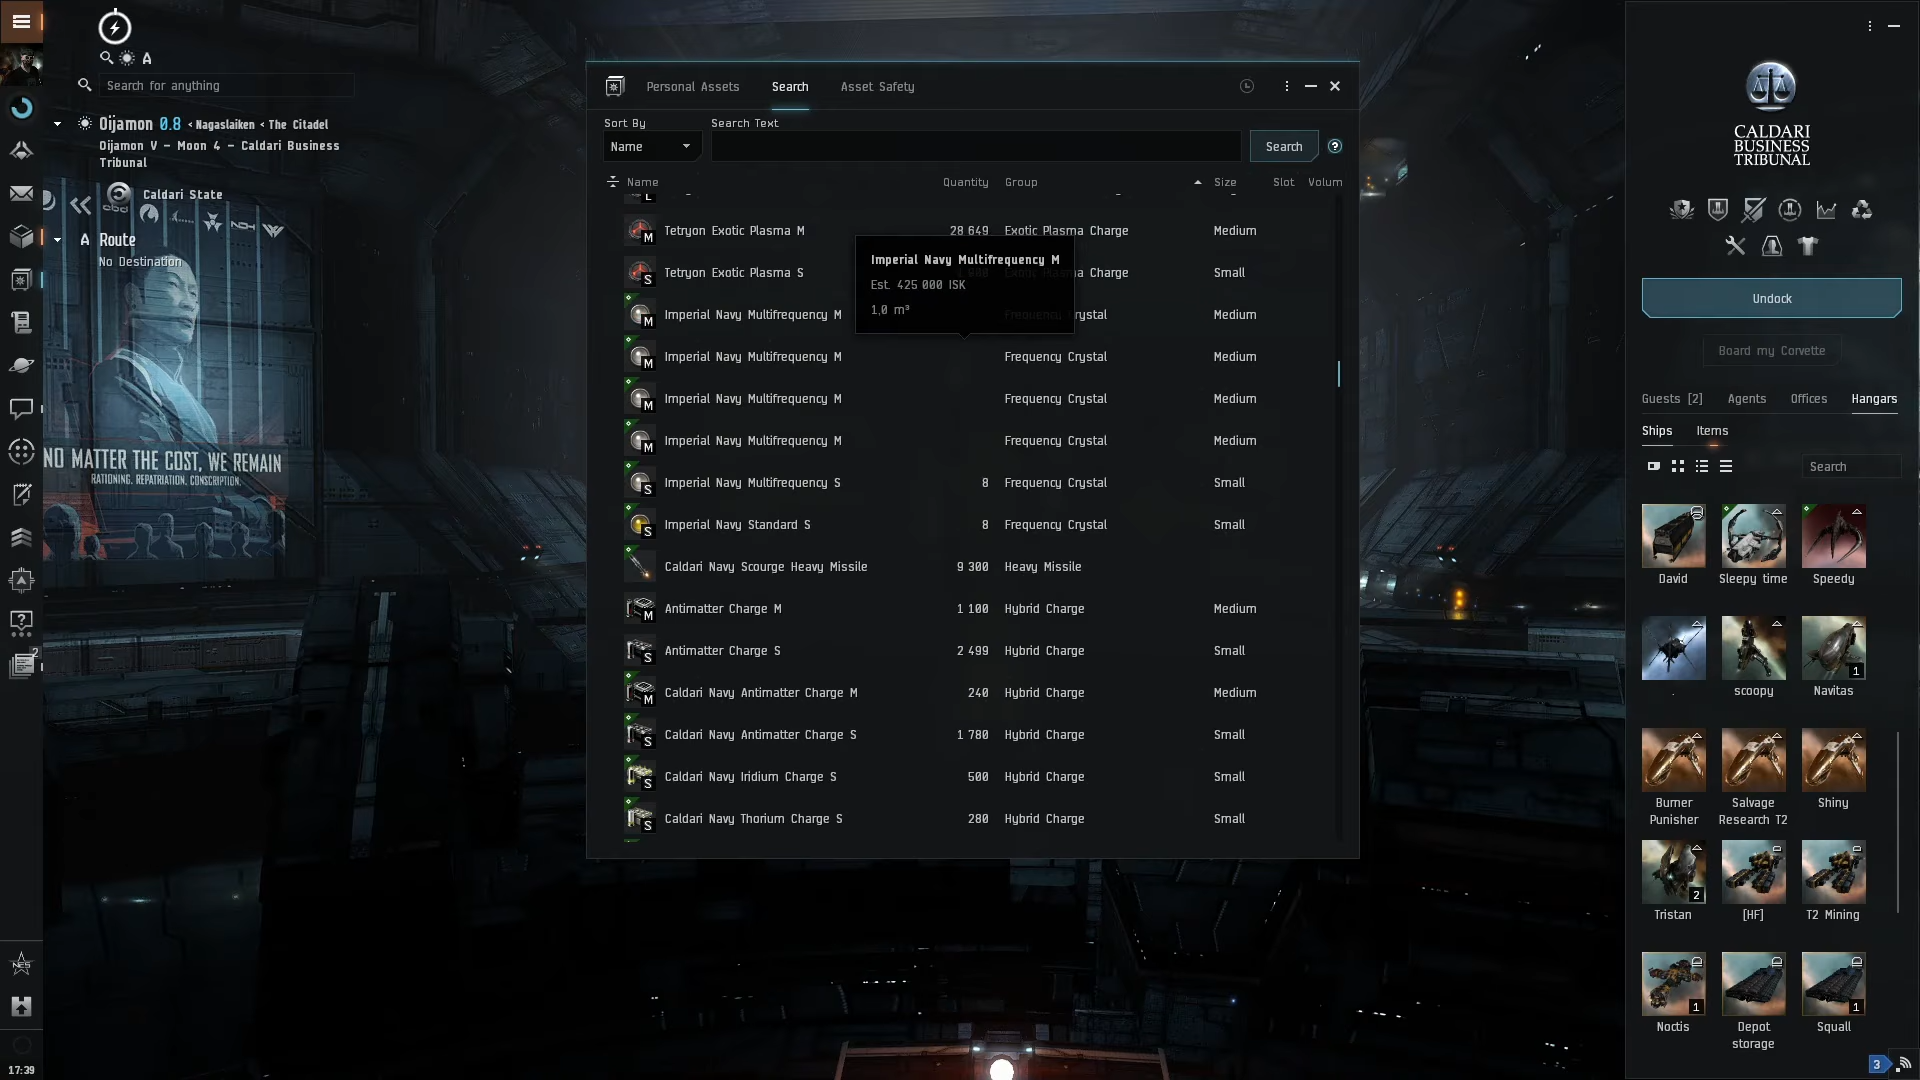 A
Search for anything
Oijamon 0.8 < Nagaslaiken < The Citadel
Oijamon V - Moon 4 - Caldari Business
Tribunal
Caldari State
A Route
No Destination
NO MATTER THE COST, WE REMAIN
RATIONING. REPATRIATION. CONSCRIPTION.
2
17:39
Personal Assets Search Asset Safety
Sort By Search Text
Name Search
Name Quantity Group Size Slot Volum
L
M Tetryon Exotic Plasma M 28 649 Exotic Plasma Charge Medium
S Tetryon Exotic Plasma S Charge Small
M Imperial Navy Multifrequency M Medium
Imperial Navy Multifrequency M
Est. 425 000 ISK
1,0 m³
M Imperial Navy Multifrequency M Frequency Crystal Medium
M Imperial Navy Multifrequency M Frequency Crystal Medium
M Imperial Navy Multifrequency M Frequency Crystal Medium
S Imperial Navy Multifrequency S 8 Frequency Crystal Small
S Imperial Navy Standard S 8 Frequency Crystal Small
Caldari Navy Scourge Heavy Missile 9 300 Heavy Missile
M Antimatter Charge M 1 100 Hybrid Charge Medium
S Antimatter Charge S 2 499 Hybrid Charge Small
M Caldari Navy Antimatter Charge M 240 Hybrid Charge Medium
S Caldari Navy Antimatter Charge S 1 780 Hybrid Charge Small
S Caldari Navy Iridium Charge S 500 Hybrid Charge Small
S Caldari Navy Thorium Charge S 280 Hybrid Charge Small
CALDARI
BUSINESS
TRIBUNAL
Undock
Board my Corvette
Guests [2] Agents Offices Hangars
Ships Items
Search
David Sleepy time Speedy
1
. scoopy Navitas
Burner Salvage Shiny
Punisher Research T2
2
Tristan [HF] T2 Mining
1 1
Noctis Depot Squall
storage
3